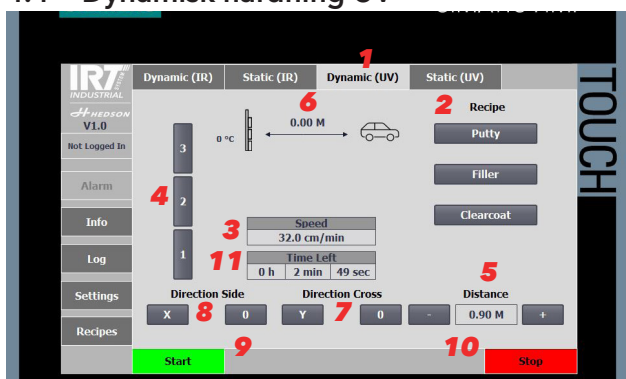 Dynamisk härdning UV
TOUCH
IRT SYSTEM
INDUSTRIAL
HEDSON
V1.0
Not Logged In
Alarm
Info
Log
Settings
Recipes
1
Dynamic (IR) Static (IR) Dynamic (UV) Static (UV)
6 2 Recipe
0.00 M
0 °C
Putty
Filler
Clearcoat
3
4 2
1
3 Speed
32.0 cm/min
11 Time Left
0 h 2 min 49 sec
5
Direction Side Direction Cross Distance
X 8 0 Y 7 0 - 0.90 M +
9 10
Start Stop